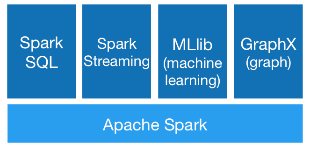 Spark
SQL
Spark
Streaming
MLlib
(machine
learning)
GraphX
(graph)
Apache Spark